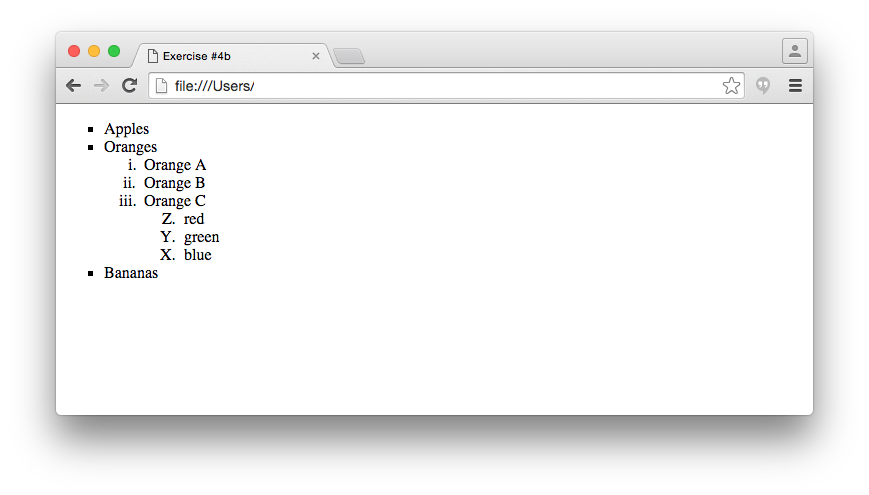 Exercise #4b
file:///Users/
Apples
Oranges
i. Orange A
ii. Orange B
iii. Orange C
Z. red
Y. green
X. blue
Bananas